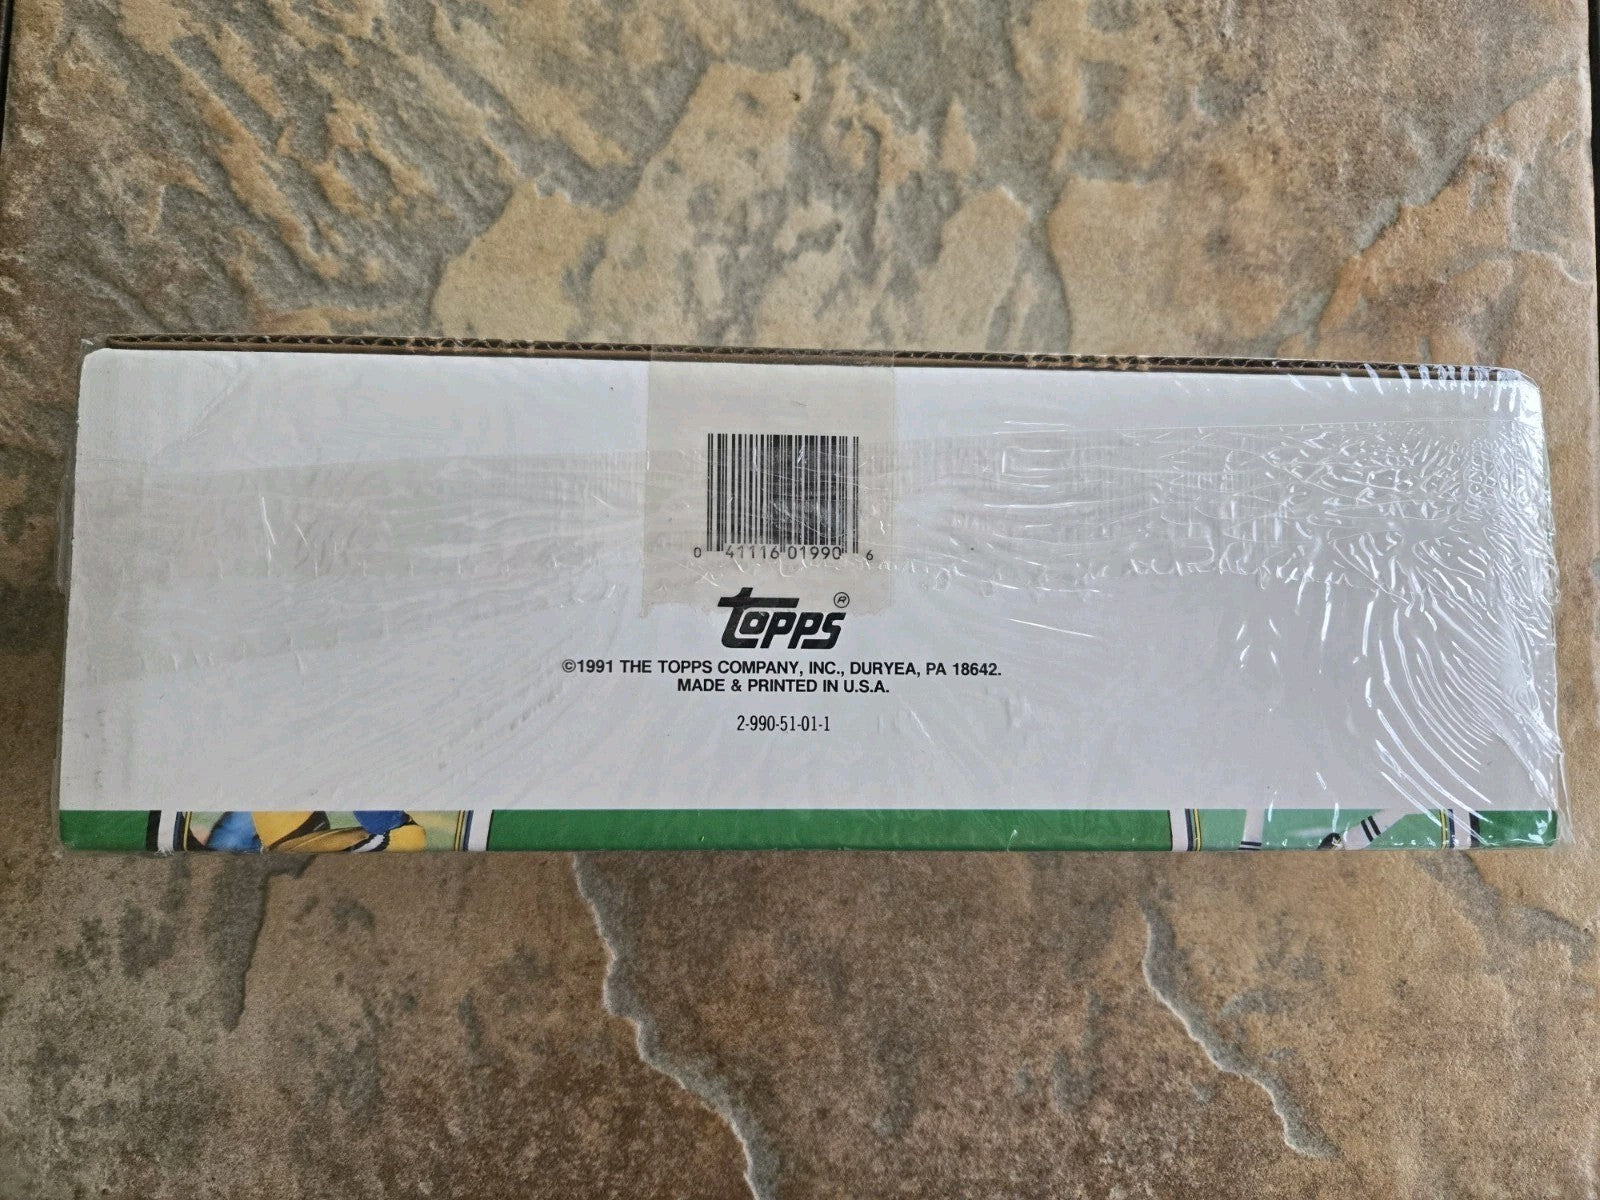 0 41116 01990 6
Topps®
©1991 THE TOPPS COMPANY, INC., DURYEA, PA 18642.
MADE & PRINTED IN U.S.A.
2-990-51-01-1